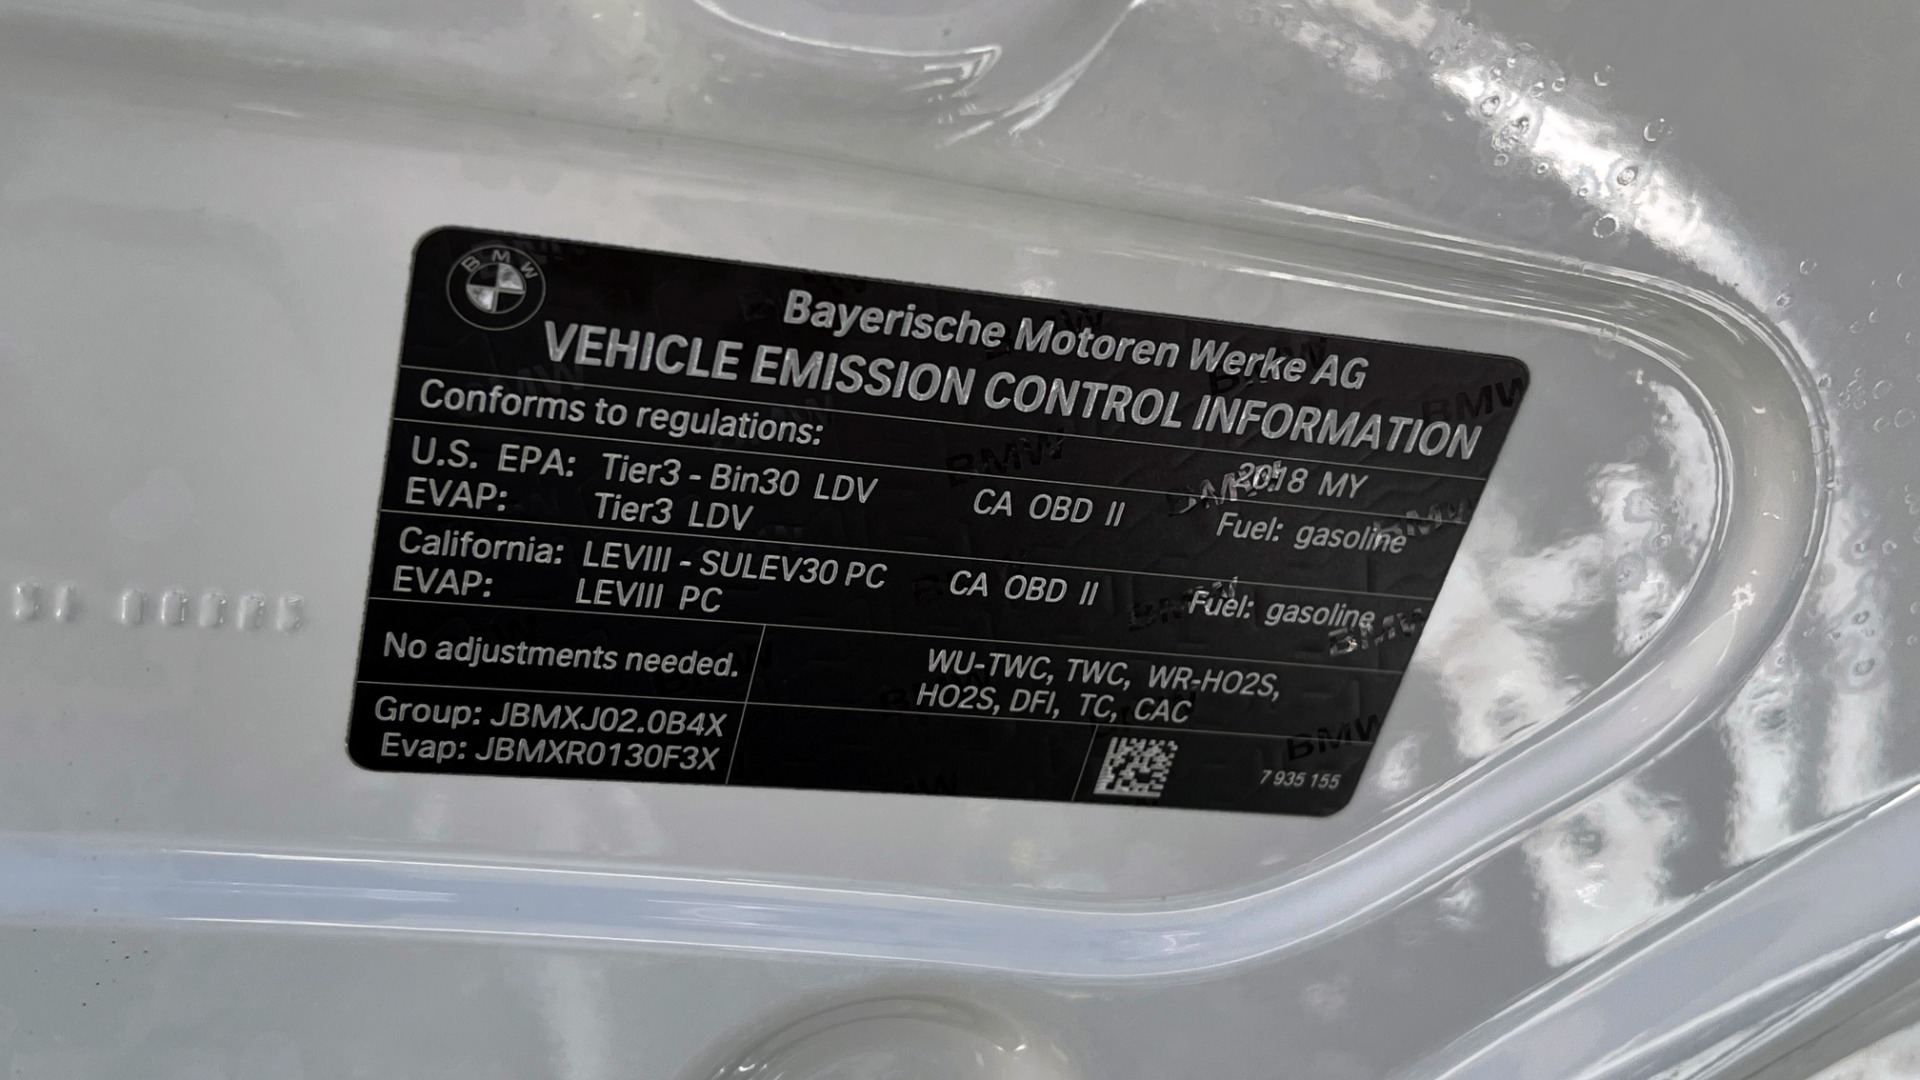 BMW
Bayerische Motoren Werke AG
VEHICLE EMISSION CONTROL INFORMATION
Conforms to regulations:
2018 MY
U.S. EPA: Tier3 - Bin30 LDV CA OBD II Fuel: gasoline
EVAP: Tier3 LDV
California: LEVIII - SULEV30 PC CA OBD II Fuel: gasoline
EVAP: LEVIII PC
No adjustments needed.
WU-TWC, TWC, WR-HO2S,
HO2S, DFI, TC, CAC
Group: JBMXJ02.0B4X
Evap: JBMXR0130F3X
7 935 155